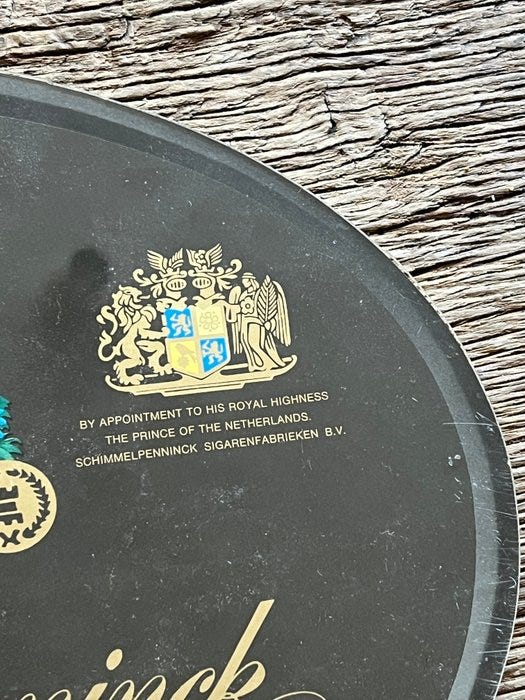 BY APPOINTMENT TO HIS ROYAL HIGHNESS
THE PRINCE OF THE NETHERLANDS.
SCHIMMELPENNINCK SIGARENFABRIEKEN B.V.
ninck